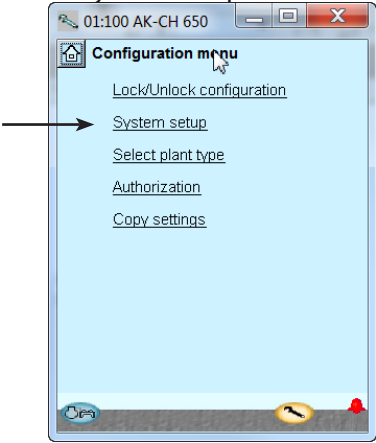 01:100 AK-CH 650
Configuration menu
Lock/Unlock configuration
System setup
Select plant type
Authorization
Copy settings